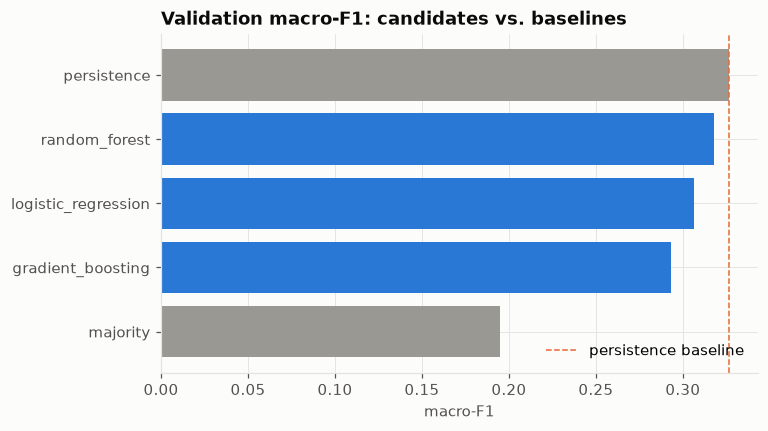 Validation macro-F1: candidates vs. baselines
persistence
random_forest
logistic_regression
gradient_boosting
majority
persistence baseline
0.00 0.05 0.10 0.15 0.20 0.25 0.30
macro-F1